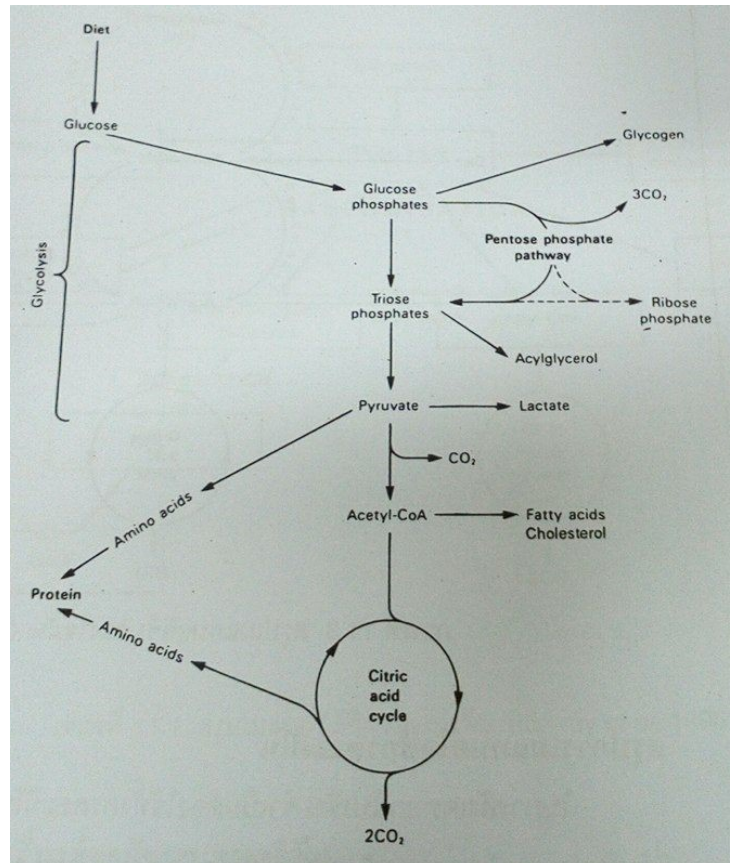 Diet
Glucose
Glycogen
Glucose
phosphates
3CO₂
Pentose phosphate
pathway
Glycolysis
Triose
phosphates
Ribose
phosphate
Acylglycerol
Pyruvate
Lactate
CO₂
Amino acids
Acetyl-CoA
Fatty acids
Cholesterol
Protein
Amino acids
Citric
acid
cycle
2CO₂